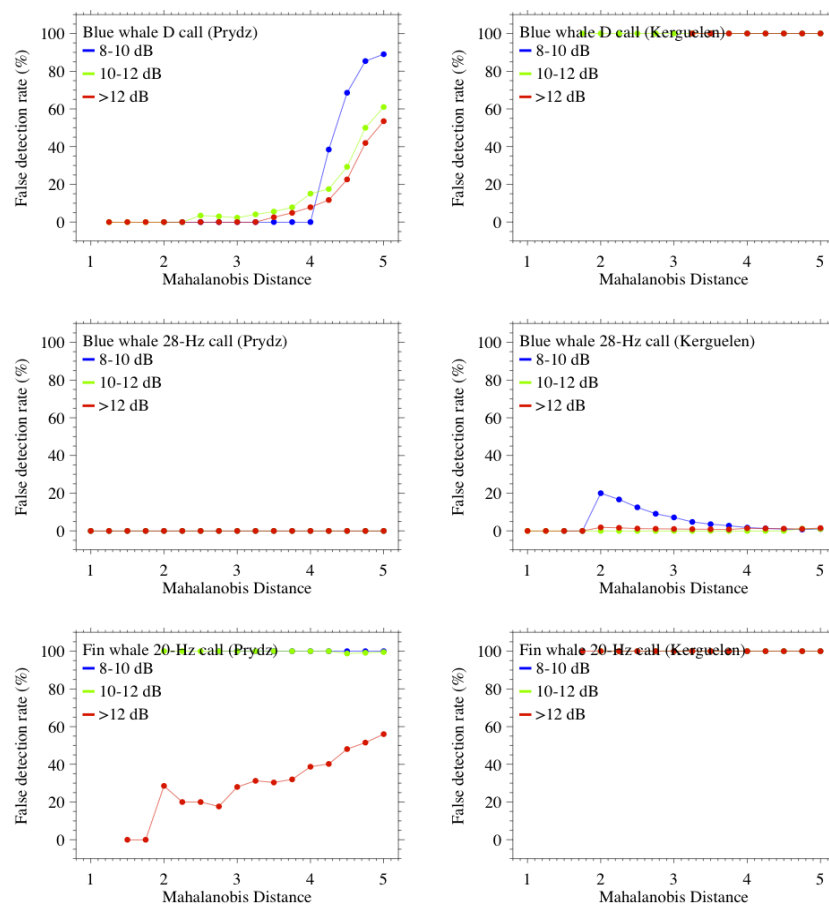 Blue whale D call (Prydz)
8-10 dB
10-12 dB
>12 dB
False detection rate (%)
100
80
60
40
20
0
1 2 3 4 5
Mahalanobis Distance
Blue whale D call (Kerguelen)
8-10 dB
10-12 dB
>12 dB
False detection rate (%)
100
80
60
40
20
0
1 2 3 4 5
Mahalanobis Distance
Blue whale 28-Hz call (Prydz)
8-10 dB
10-12 dB
>12 dB
False detection rate (%)
100
80
60
40
20
0
1 2 3 4 5
Mahalanobis Distance
Blue whale 28-Hz call (Kerguelen)
8-10 dB
10-12 dB
>12 dB
False detection rate (%)
100
80
60
40
20
0
1 2 3 4 5
Mahalanobis Distance
Fin whale 20-Hz call (Prydz)
8-10 dB
10-12 dB
>12 dB
False detection rate (%)
100
80
60
40
20
0
1 2 3 4 5
Mahalanobis Distance
Fin whale 20-Hz call (Kerguelen)
8-10 dB
10-12 dB
>12 dB
False detection rate (%)
100
80
60
40
20
0
1 2 3 4 5
Mahalanobis Distance